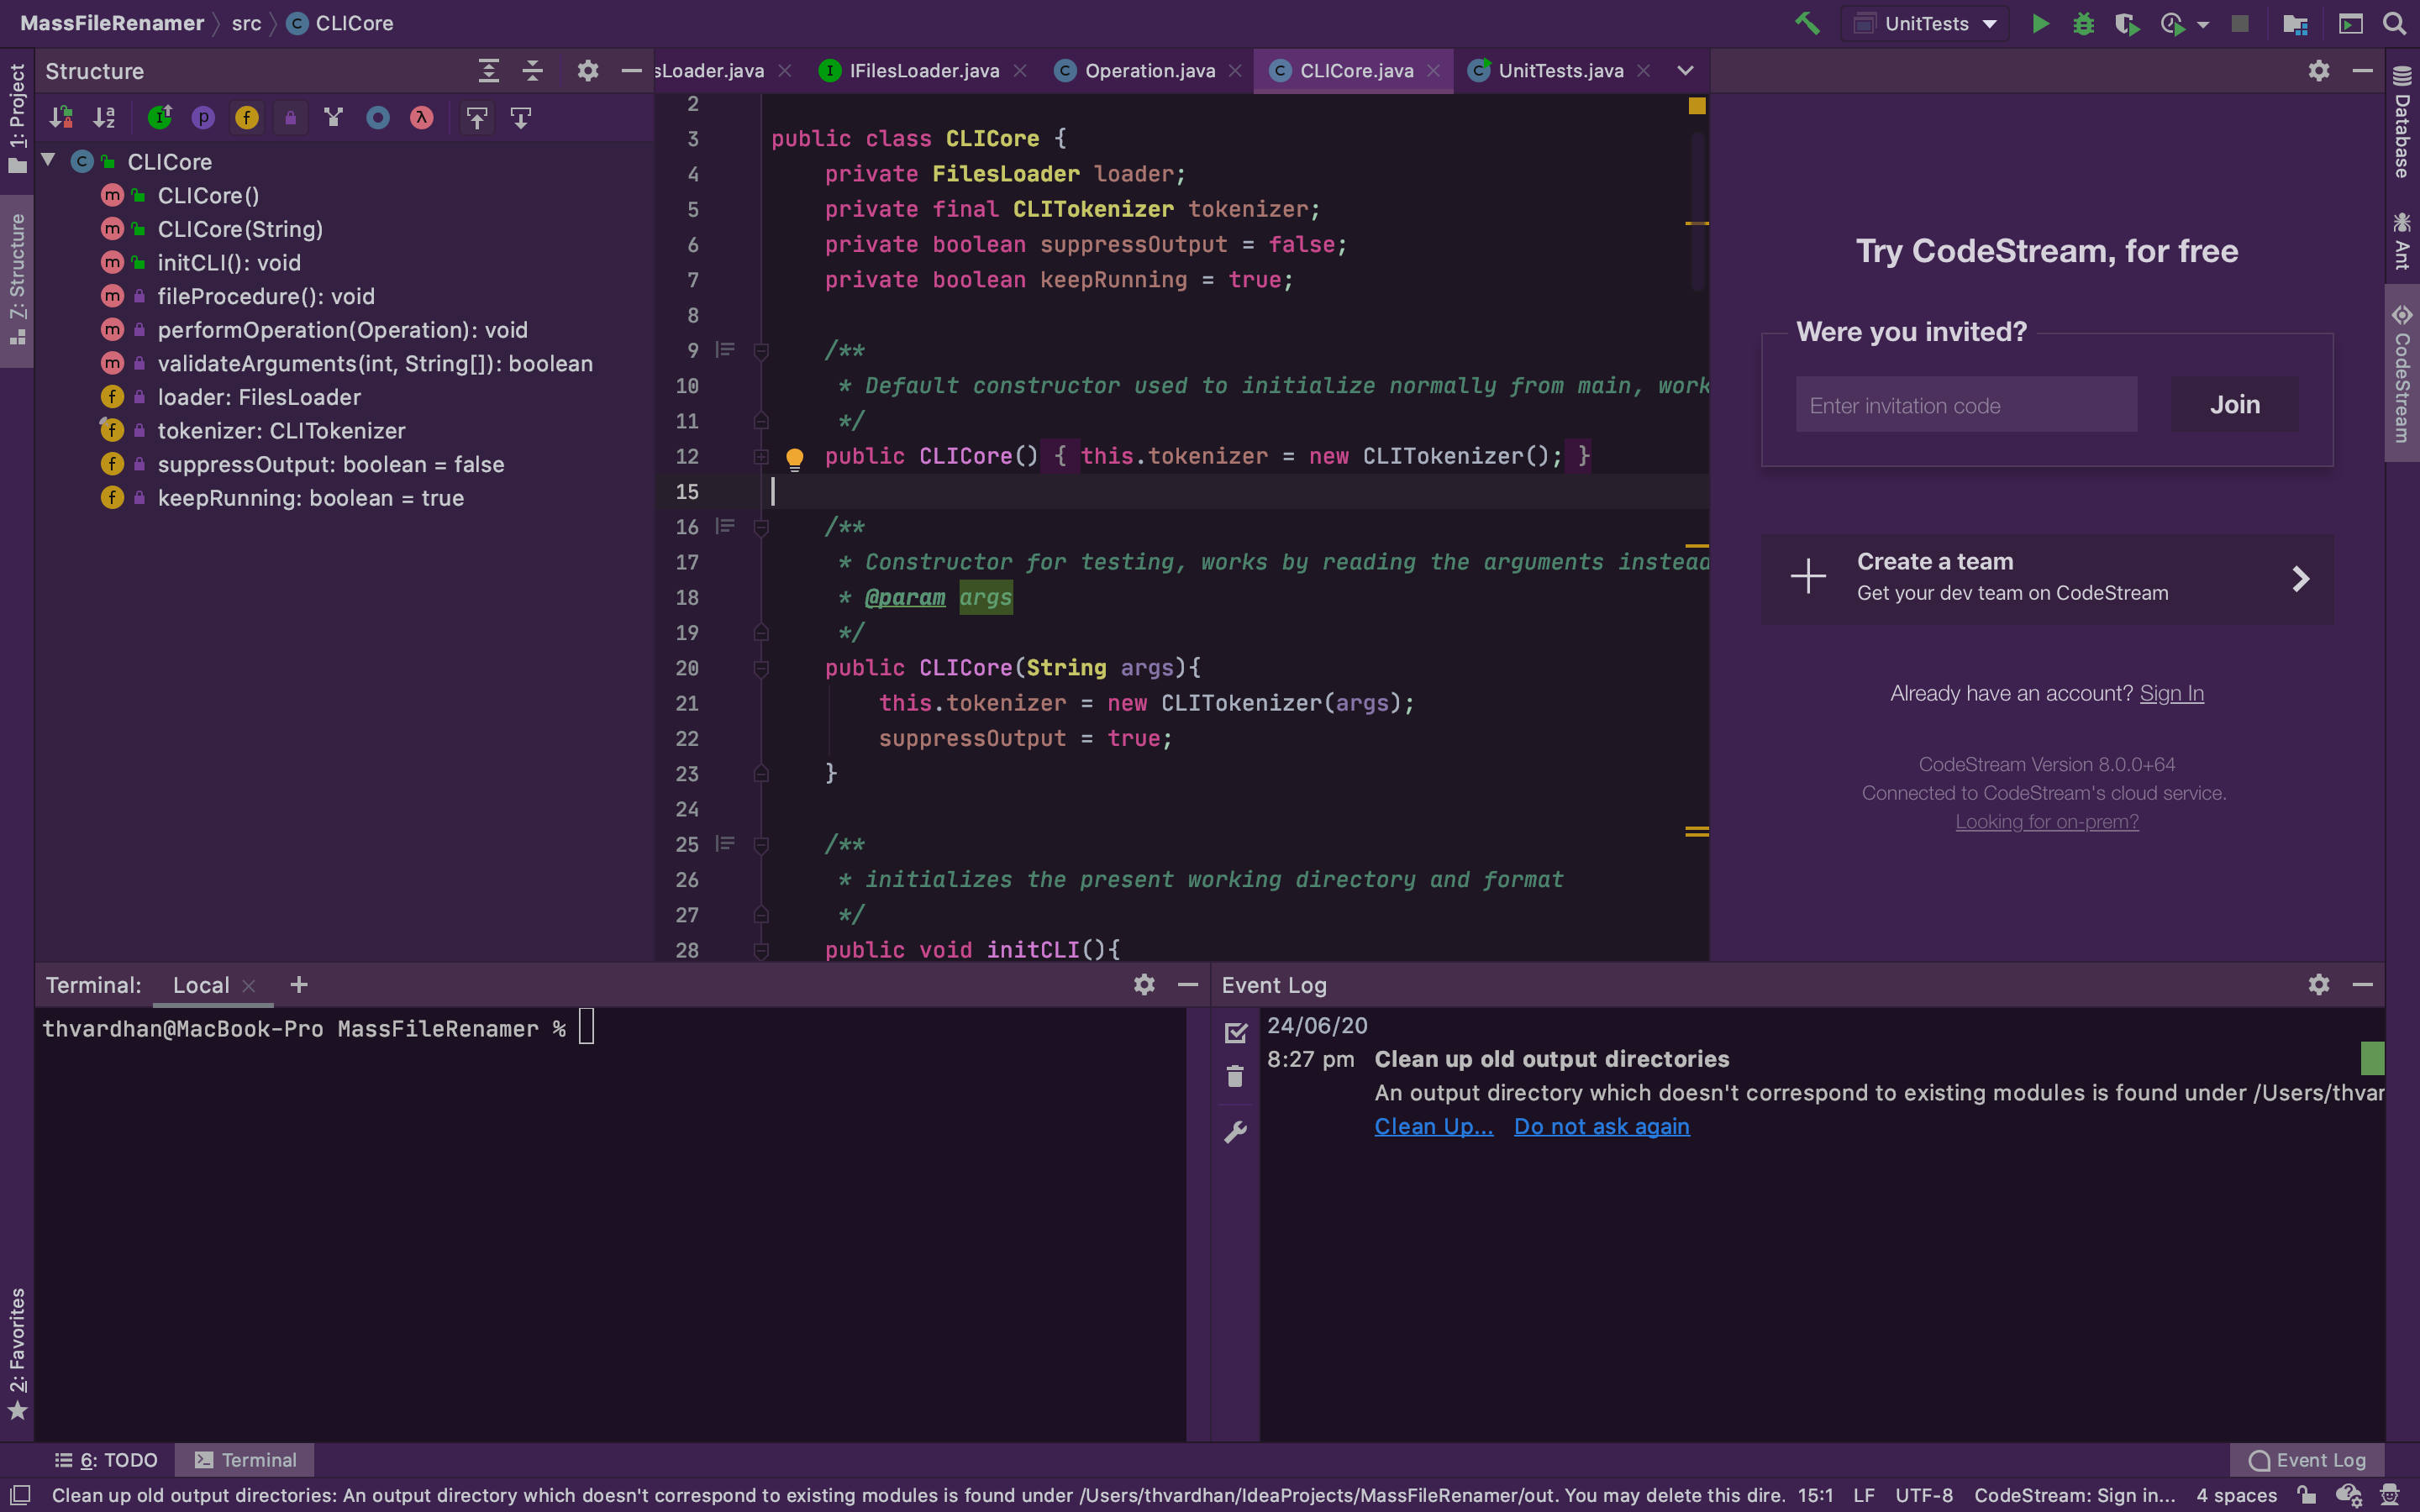 MassFileRenamer src CLICore
UnitTests
1: Project
7: Structure
2: Favorites
Structure
CLICore
CLICore()
CLICore(String)
initCLI(): void
fileProcedure(): void
performOperation(Operation): void
validateArguments(int, String[]): boolean
loader: FilesLoader
tokenizer: CLITokenizer
suppressOutput: boolean = false
keepRunning: boolean = true
sLoader.java IFilesLoader.java Operation.java CLICore.java UnitTests.java
2
3 public class CLICore {
4 private FilesLoader loader;
5 private final CLITokenizer tokenizer;
6 private boolean suppressOutput = false;
7 private boolean keepRunning = true;
8
9 /**
10 * Default constructor used to initialize normally from main, work
11 */
12 public CLICore() { this.tokenizer = new CLITokenizer(); }
15
16 /**
17 * Constructor for testing, works by reading the arguments instead
18 * @param args
19 */
20 public CLICore(String args){
21 this.tokenizer = new CLITokenizer(args);
22 suppressOutput = true;
23 }
24
25 /**
26 * initializes the present working directory and format
27 */
28 public void initCLI(){
Try CodeStream, for free
Were you invited?
Enter invitation code Join
Create a team
Get your dev team on CodeStream
Already have an account? Sign In
CodeStream Version 8.0.0+64
Connected to CodeStream's cloud service.
Looking for on-prem?
Database
Ant
CodeStream
Terminal: Local +
thvardhan@MacBook-Pro MassFileRenamer %
Event Log
24/06/20
8:27 pm Clean up old output directories
An output directory which doesn't correspond to existing modules is found under /Users/thvar
Clean Up... Do not ask again
6: TODO Terminal Event Log
Clean up old output directories: An output directory which doesn't correspond to existing modules is found under /Users/thvardhan/IdeaProjects/MassFileRenamer/out. You may delete this dire. 15:1 LF UTF-8 CodeStream: Sign in... 4 spaces